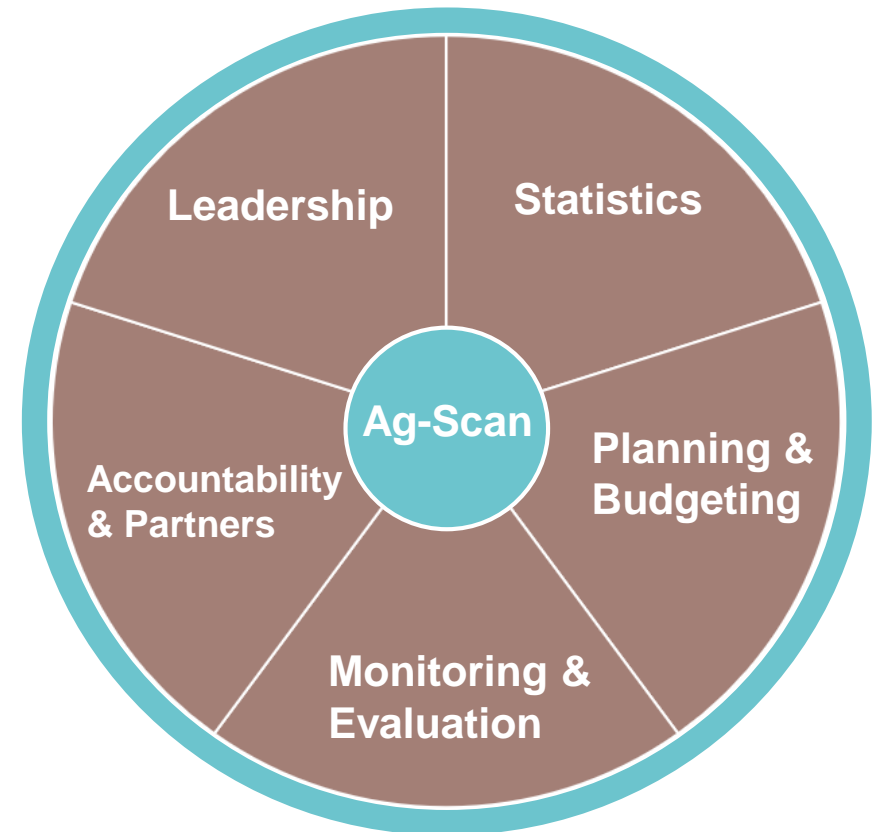 Leadership
Statistics
Ag-Scan
Planning &
Budgeting
Accountability
& Partners
Monitoring &
Evaluation